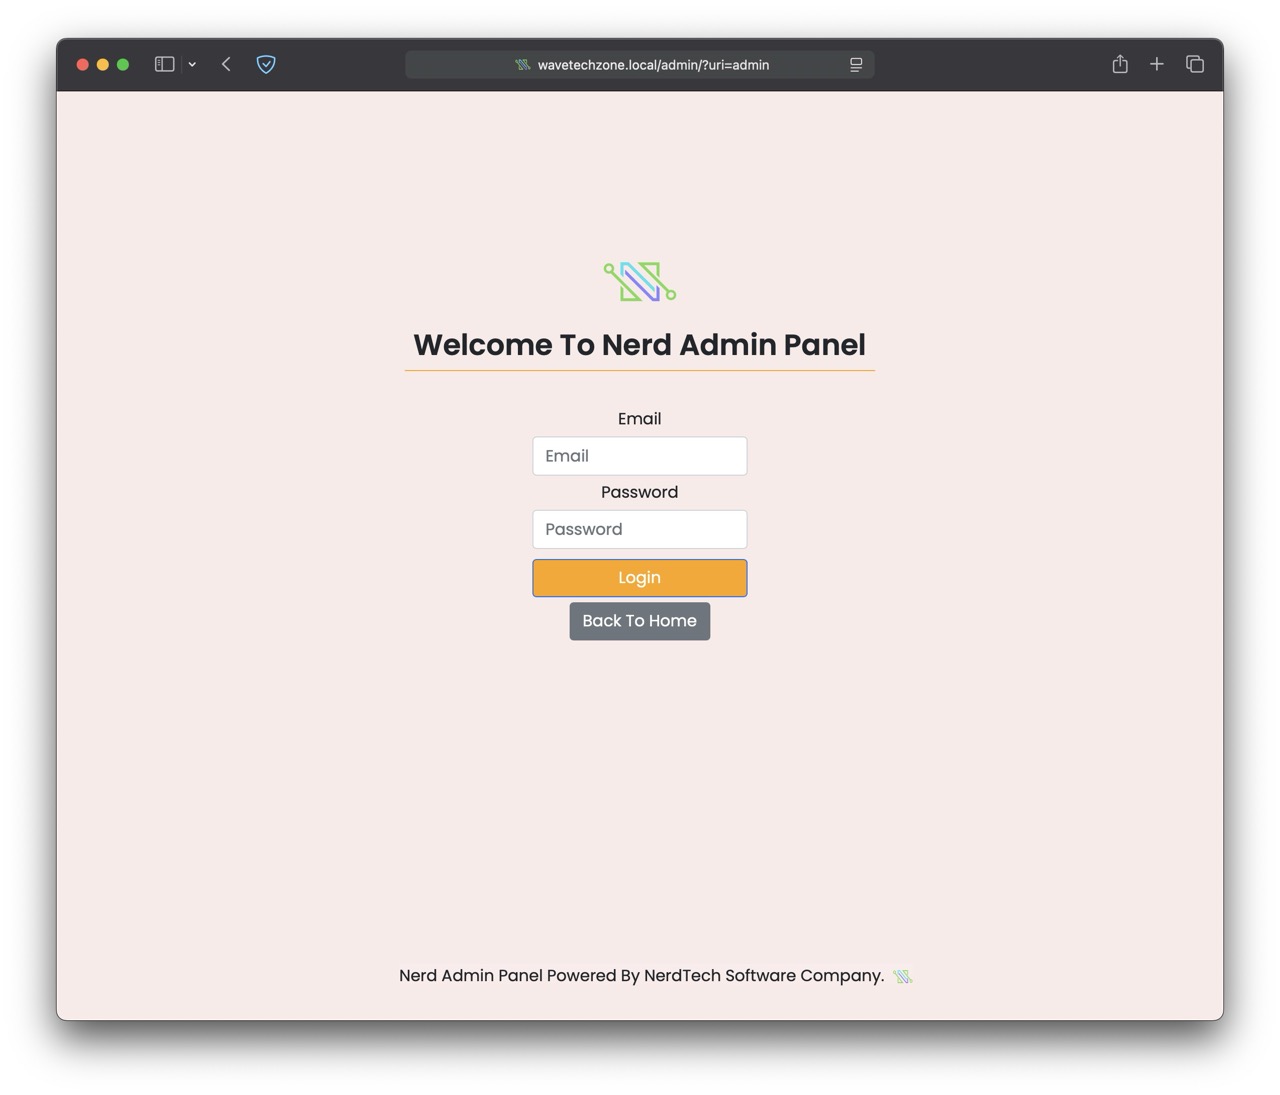 wavetechzone.local/admin/?uri=admin
Welcome To Nerd Admin Panel
Email
Email
Password
Password
Login
Back To Home
Nerd Admin Panel Powered By NerdTech Software Company.